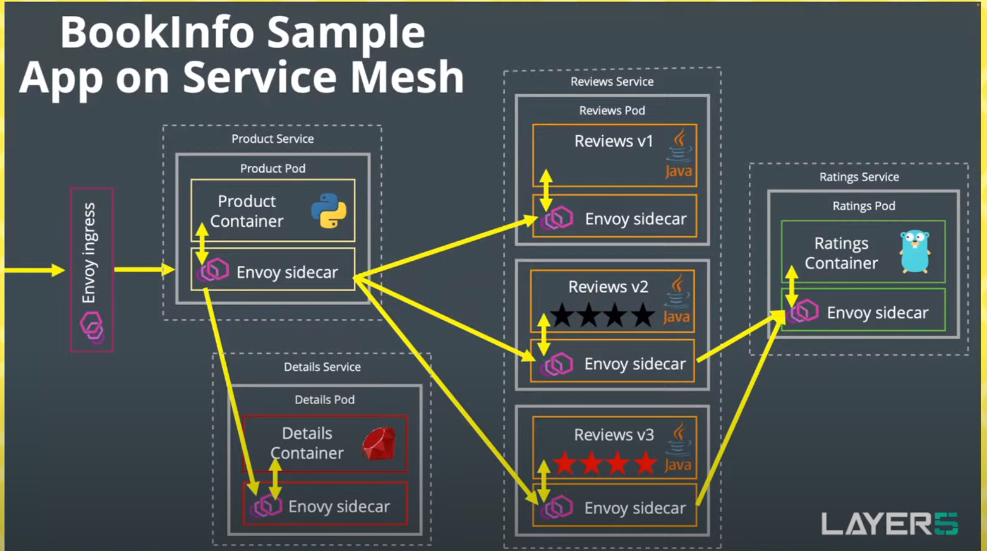 BookInfo Sample
App on Service Mesh
Envoy ingress
Product Service
Product Pod
Product
Container
Envoy sidecar
Details Service
Details Pod
Details
Container
Enovy sidecar
Reviews Service
Reviews Pod
Reviews v1
Java
Envoy sidecar
Reviews v2
Java
Envoy sidecar
Reviews v3
Java
Envoy sidecar
Ratings Service
Ratings Pod
Ratings
Container
Envoy sidecar
LAYER5